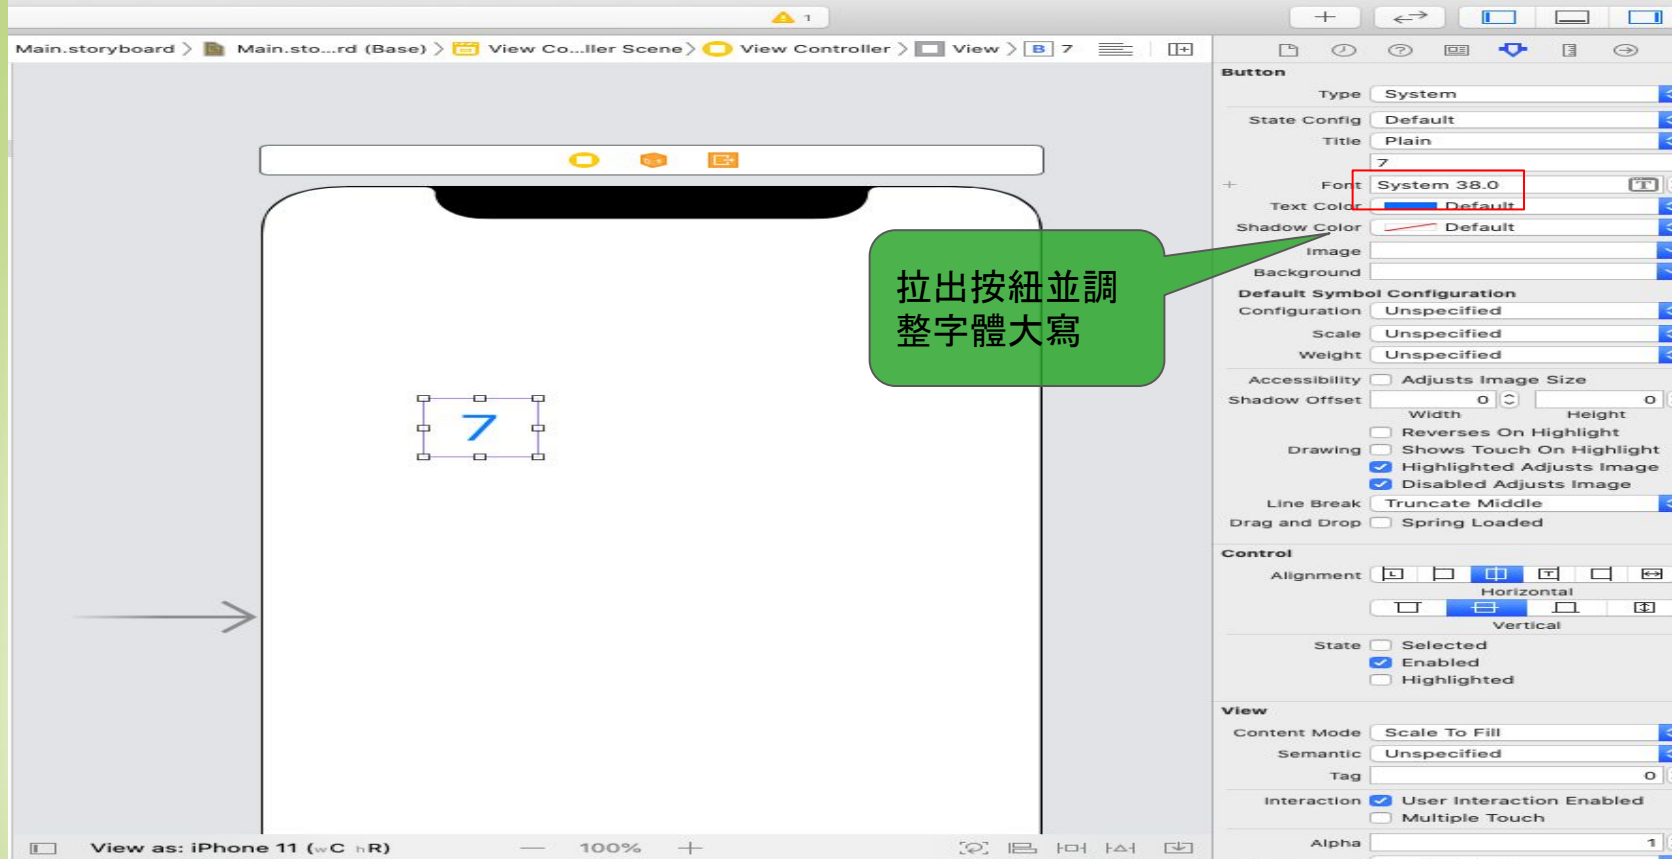 1
Main.storyboard
Main.sto...rd (Base)
View Co...ller Scene
View Controller
View
B 7
Button
Type System
State Config Default
Title Plain
7
Font System 38.0
Text Color Default
Shadow Color Default
Image
Background
Default Symbol Configuration
Configuration Unspecified
Scale Unspecified
Weight Unspecified
Accessibility Adjusts Image Size
Shadow Offset 0 0
Width Height
Reverses On Highlight
Drawing Shows Touch On Highlight
Highlighted Adjusts Image
Disabled Adjusts Image
Line Break Truncate Middle
Drag and Drop Spring Loaded
Control
Alignment
Horizontal
Vertical
State Selected
Enabled
Highlighted
View
Content Mode Scale To Fill
Semantic Unspecified
Tag 0
Interaction User Interaction Enabled
Multiple Touch
Alpha 1
拉出按紐並調
整字體大寫
7
View as: iPhone 11 (wC hR)
100%